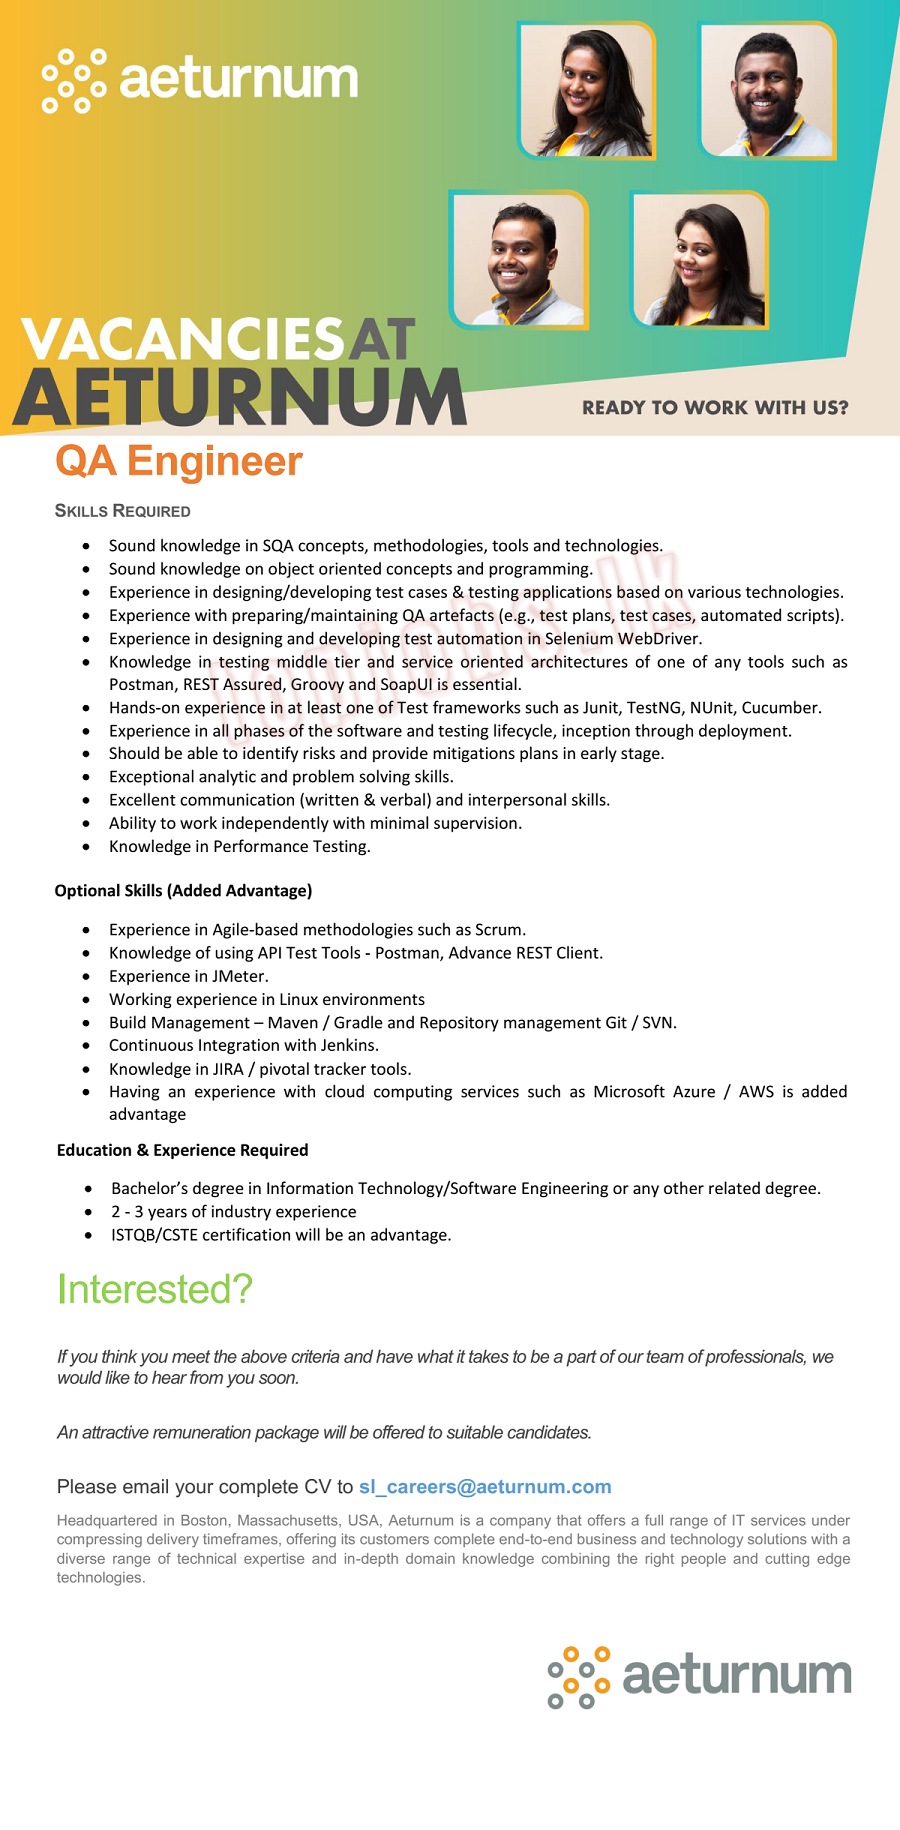 aeturnum
VACANCIES AT
AETURNUM
READY TO WORK WITH US?
QA Engineer
SKILLS REQUIRED
• Sound knowledge in SQA concepts, methodologies, tools and technologies.
• Sound knowledge on object oriented concepts and programming.
• Experience in designing/developing test cases & testing applications based on various technologies.
• Experience with preparing/maintaining QA artefacts (e.g., test plans, test cases, automated scripts).
• Experience in designing and developing test automation in Selenium WebDriver.
• Knowledge in testing middle tier and service oriented architectures of one of any tools such as
Postman, REST Assured, Groovy and SoapUI is essential.
• Hands-on experience in at least one of Test frameworks such as Junit, TestNG, NUnit, Cucumber.
• Experience in all phases of the software and testing lifecycle, inception through deployment.
• Should be able to identify risks and provide mitigations plans in early stage.
• Exceptional analytic and problem solving skills.
• Excellent communication (written & verbal) and interpersonal skills.
• Ability to work independently with minimal supervision.
• Knowledge in Performance Testing.
topjobs.lk
Optional Skills (Added Advantage)
• Experience in Agile-based methodologies such as Scrum.
• Knowledge of using API Test Tools - Postman, Advance REST Client.
• Experience in JMeter.
• Working experience in Linux environments
• Build Management – Maven / Gradle and Repository management Git / SVN.
• Continuous Integration with Jenkins.
• Knowledge in JIRA / pivotal tracker tools.
• Having an experience with cloud computing services such as Microsoft Azure / AWS is added
advantage
Education & Experience Required
• Bachelor’s degree in Information Technology/Software Engineering or any other related degree.
• 2 - 3 years of industry experience
• ISTQB/CSTE certification will be an advantage.
Interested?
If you think you meet the above criteria and have what it takes to be a part of our team of professionals, we
would like to hear from you soon.
An attractive remuneration package will be offered to suitable candidates.
Please email your complete CV to sl_careers@aeturnum.com
Headquartered in Boston, Massachusetts, USA, Aeturnum is a company that offers a full range of IT services under
compressing delivery timeframes, offering its customers complete end-to-end business and technology solutions with a
diverse range of technical expertise and in-depth domain knowledge combining the right people and cutting edge
technologies.
aeturnum